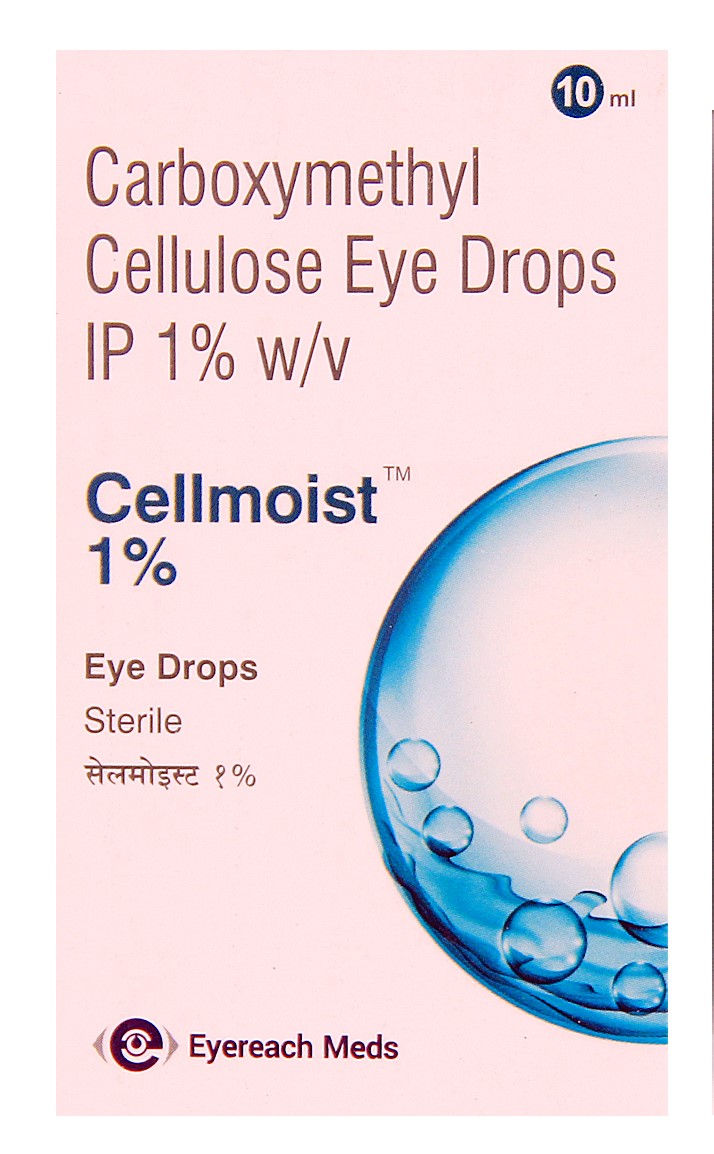 10 ml
Carboxymethyl
Cellulose Eye Drops
IP 1% w/v
Cellmoist™
1%
Eye Drops
Sterile
सेलमोइस्ट १%
Eyereach Meds